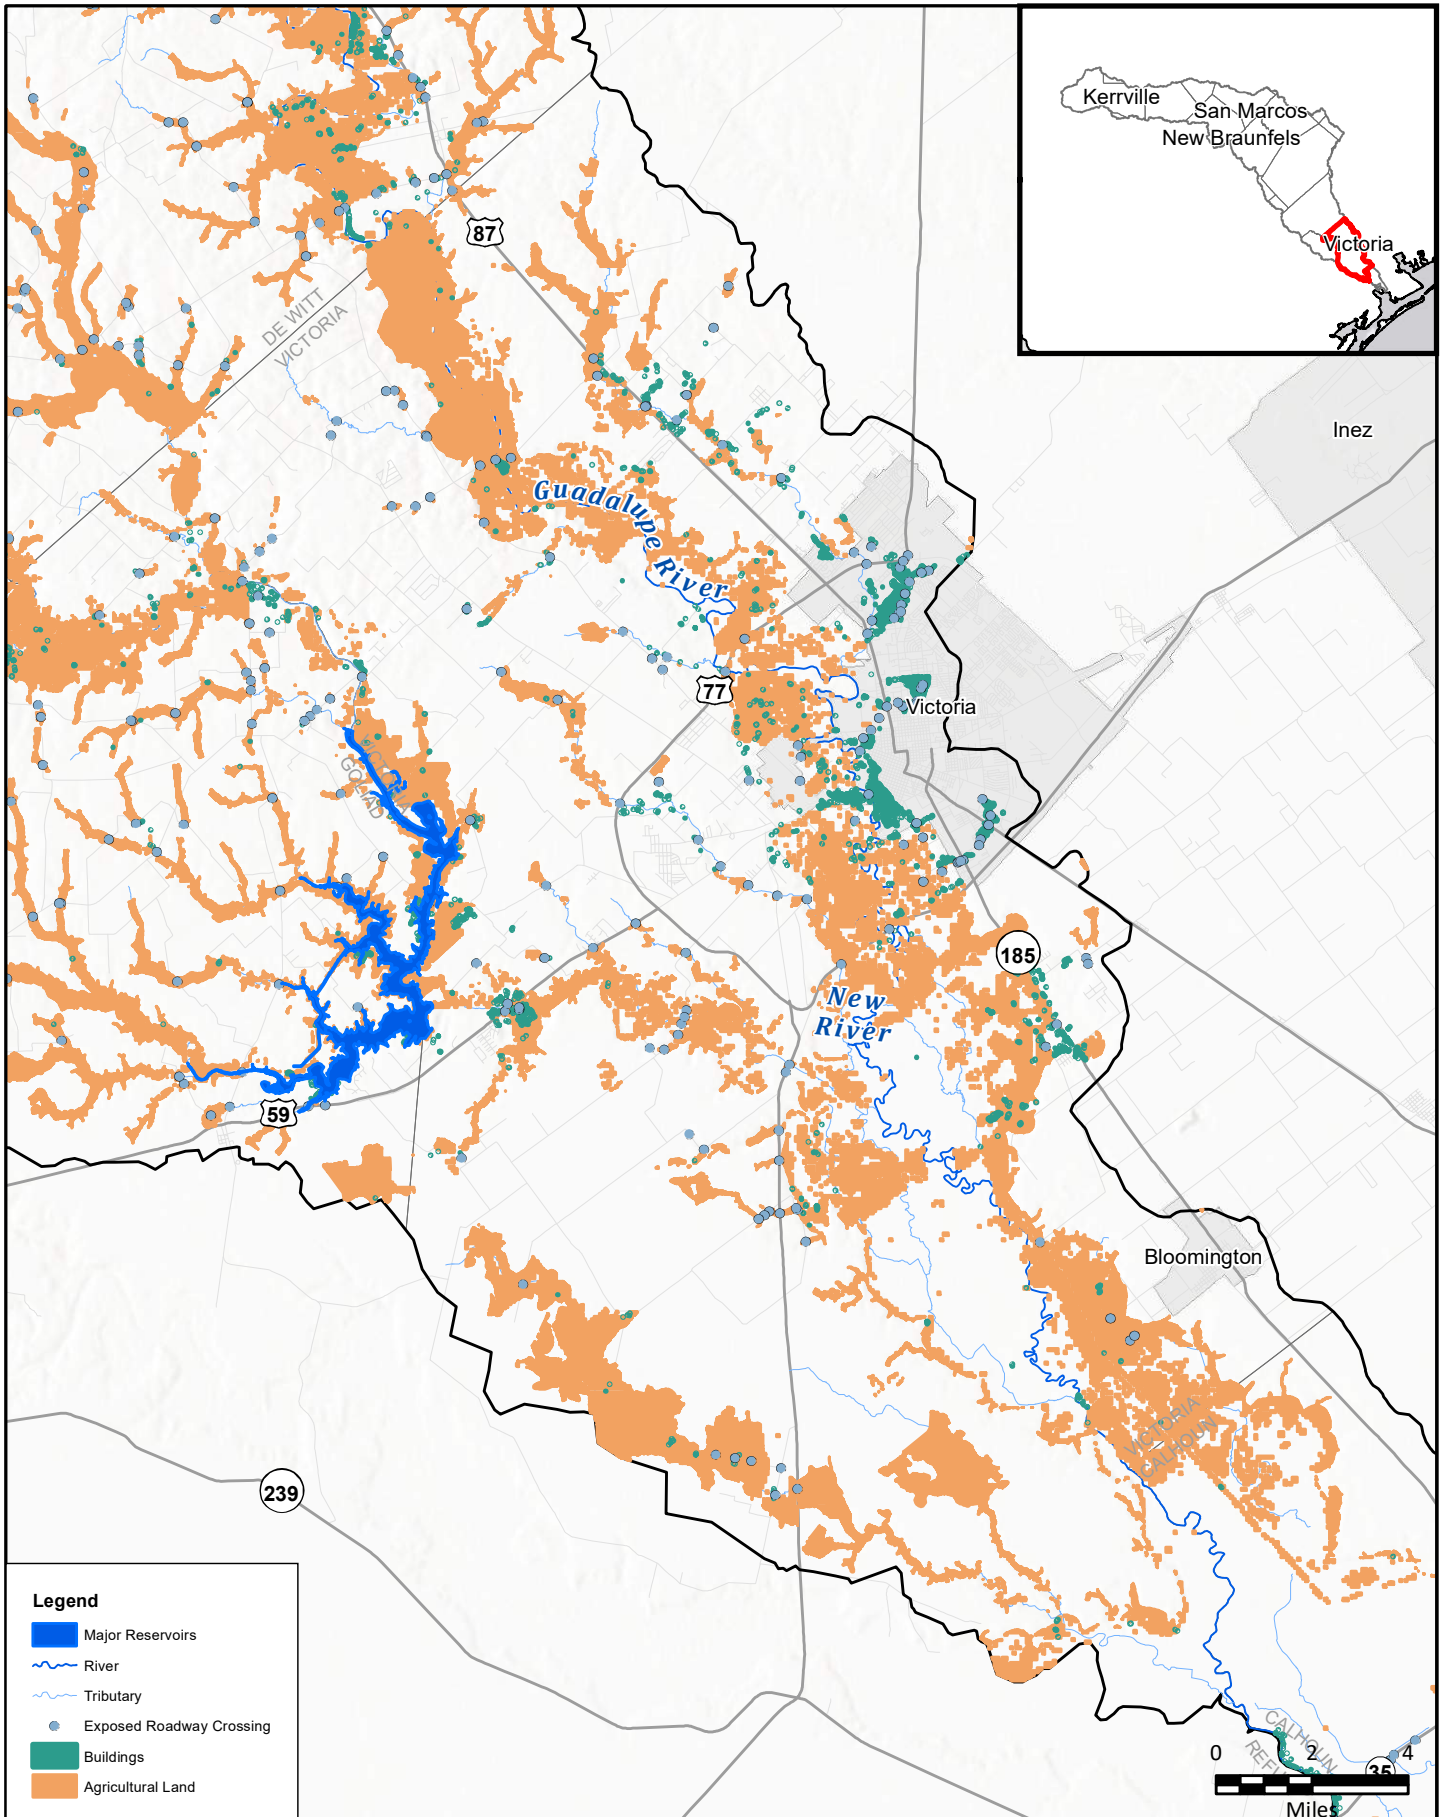 Kerrville
San Marcos
New Braunfels
Victoria
87
DE WITT
VICTORIA
Inez
Guadalupe River
77
Victoria
GOLIAD
185
New
River
59
Bloomington
VICTORIA
CALHOUN
239
Legend
Major Reservoirs
River
Tributary
Exposed Roadway Crossing
Buildings
Agricultural Land
CALHOUN
35
0 2 4
Miles